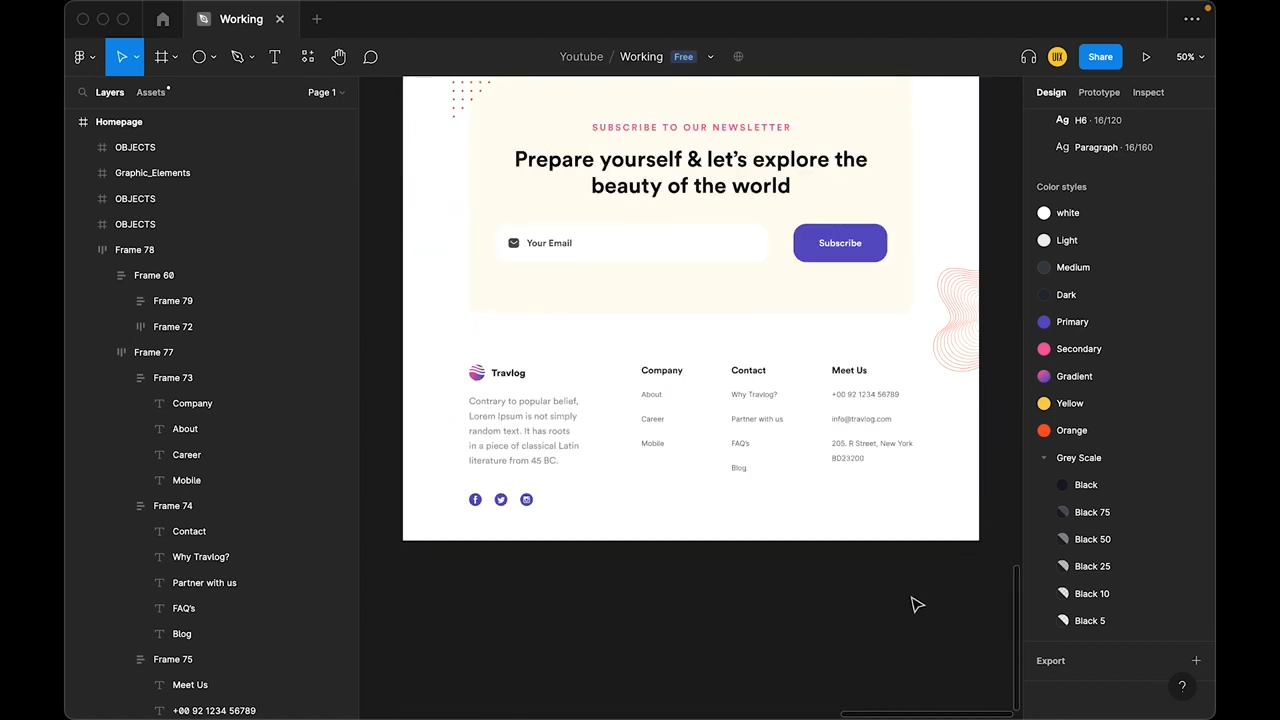 Working
Youtube / Working Free
UIX
Share
50%
Layers
Assets
Page 1
Homepage
OBJECTS
Graphic_Elements
OBJECTS
OBJECTS
Frame 78
Frame 60
Frame 79
Frame 72
Frame 77
Frame 73
Company
About
Career
Mobile
Frame 74
Contact
Why Travlog?
Partner with us
FAQ's
Blog
Frame 75
Meet Us
+00 92 1234 56789
SUBSCRIBE TO OUR NEWSLETTER
Prepare yourself & let's explore the
beauty of the world
Your Email
Subscribe
Travlog
Contrary to popular belief,
Lorem Ipsum is not simply
random text. It has roots
in a piece of classical Latin
literature from 45 BC.
Company
About
Career
Mobile
Contact
Why Travlog?
Partner with us
FAQ's
Blog
Meet Us
+00 92 1234 56789
info@travlog.com
205. R Street, New York
BD23200
Design
Prototype
Inspect
Ag H6 · 16/120
Ag Paragraph · 16/160
Color styles
white
Light
Medium
Dark
Primary
Secondary
Gradient
Yellow
Orange
Grey Scale
Black
Black 75
Black 50
Black 25
Black 10
Black 5
Export
?